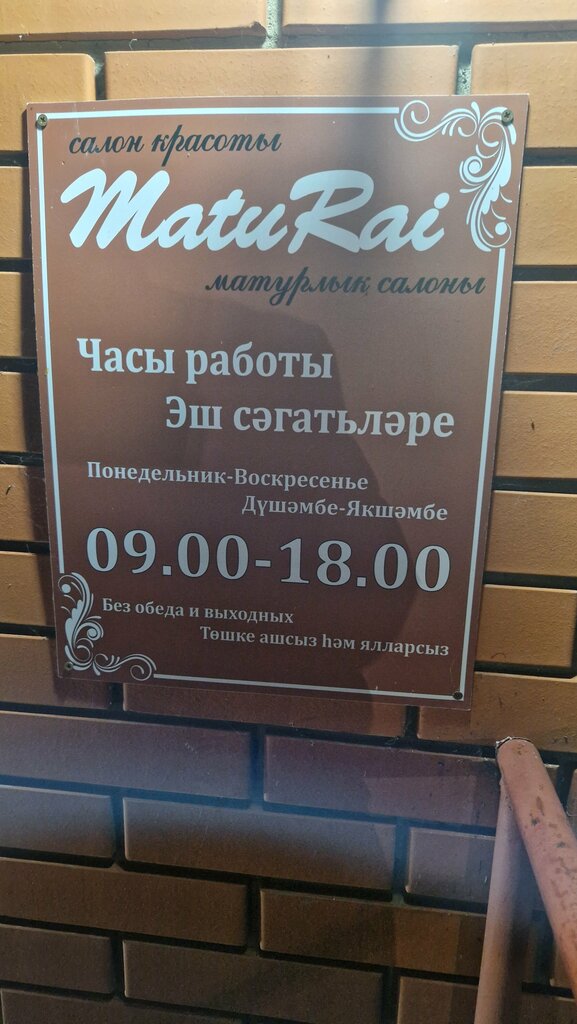 салон красоты
MatuRai
матурлык салоны
Часы работы
Эш сәгатьләре
Понедельник-Воскресенье
Дүшәмбе-Якшәмбе
09.00-18.00
Без обеда и выходных
Төшке ашсыз һәм ялларсыз